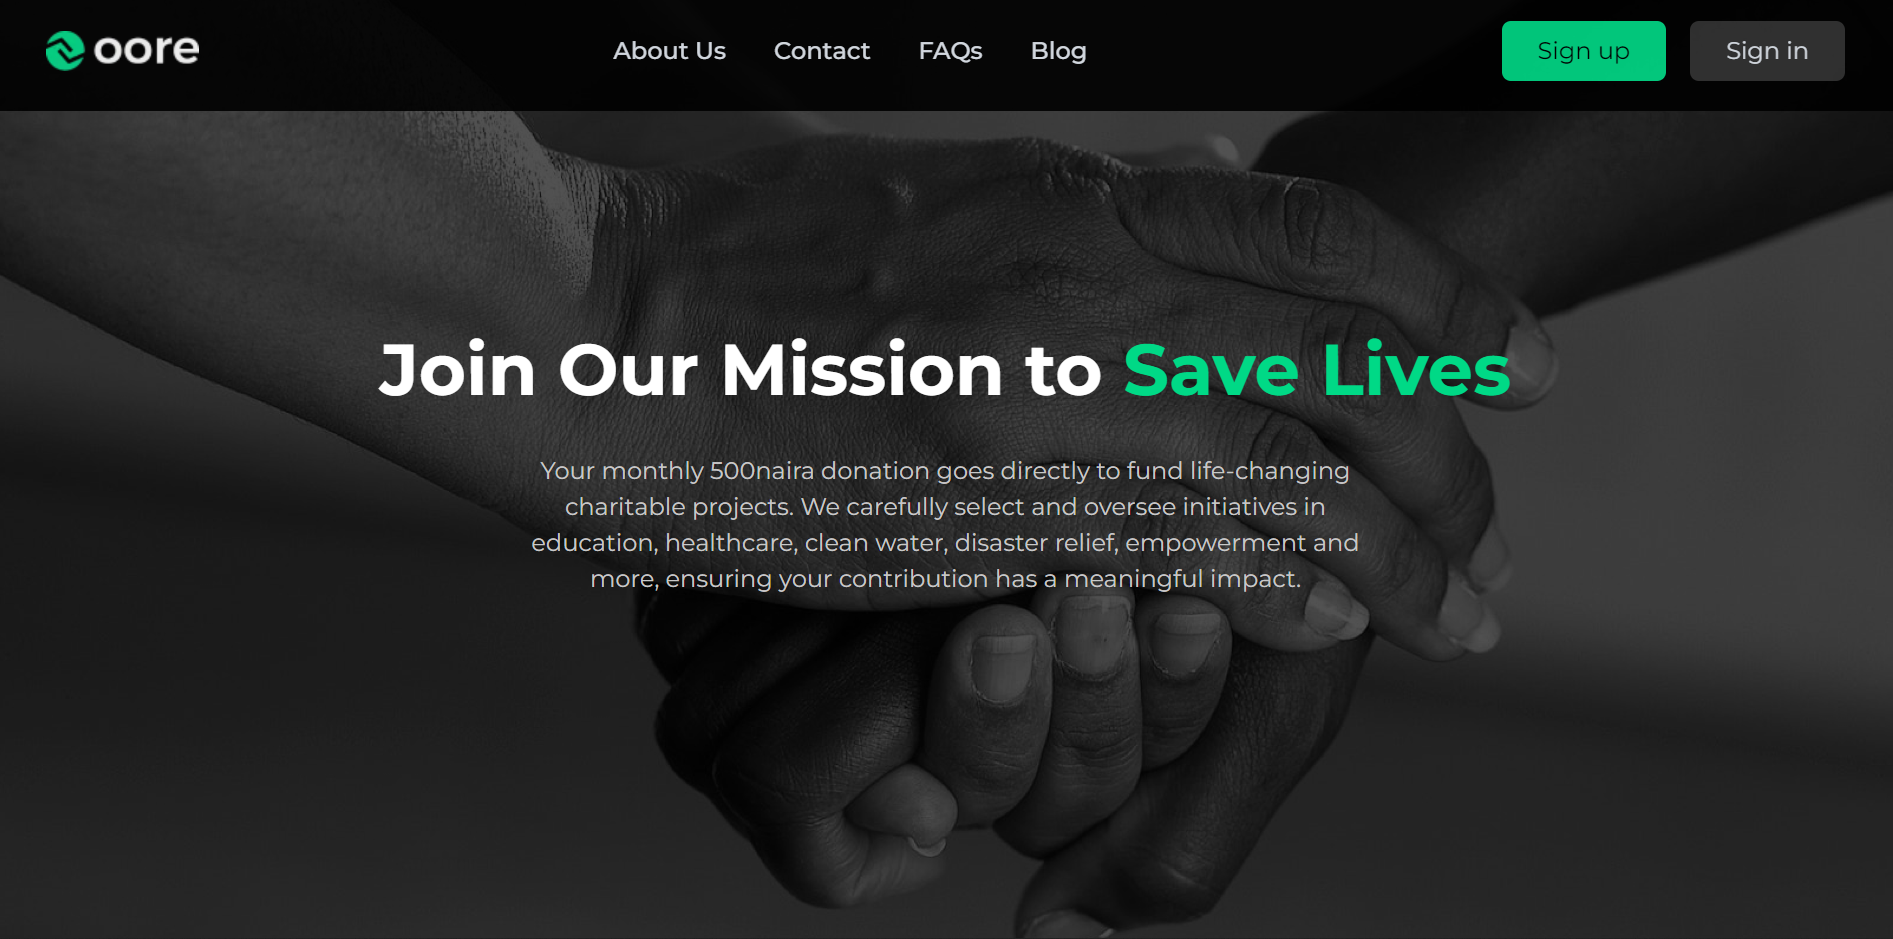 oore
About Us
Contact
FAQs
Blog
Sign up
Sign in
Join Our Mission to Save Lives
Your monthly 500naira donation goes directly to fund life-changing
charitable projects. We carefully select and oversee initiatives in
education, healthcare, clean water, disaster relief, empowerment and
more, ensuring your contribution has a meaningful impact.